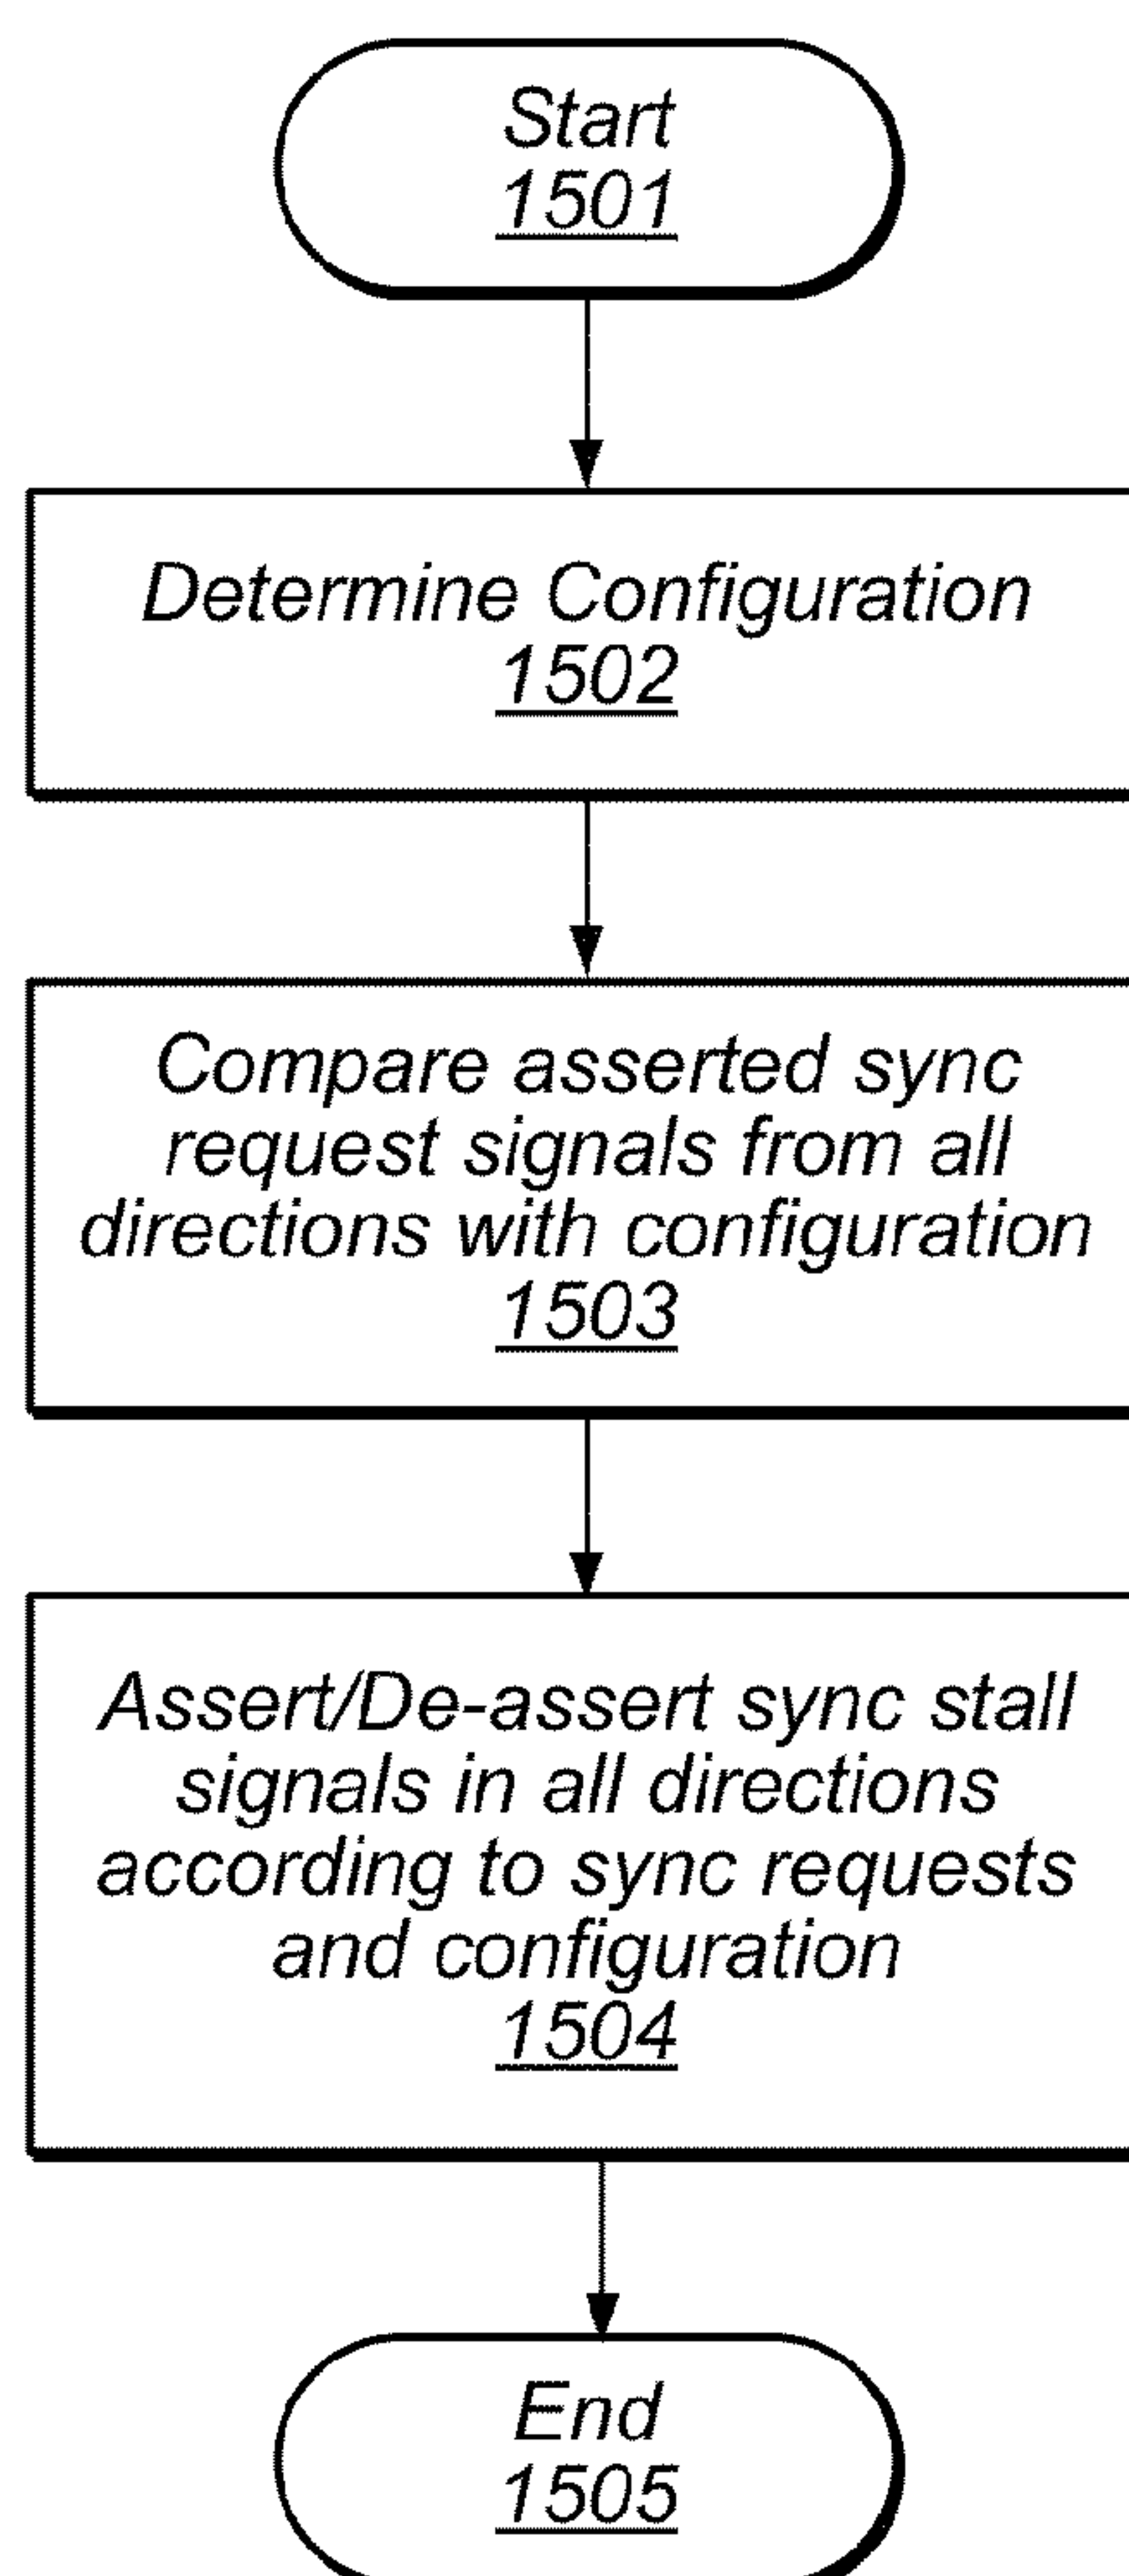 Start
1501
Determine Configuration
1502
Compare asserted sync
request signals from all
directions with configuration
1503
Assert/De-assert sync stall
signals in all directions
according to sync requests
and configuration
1504
End
1505